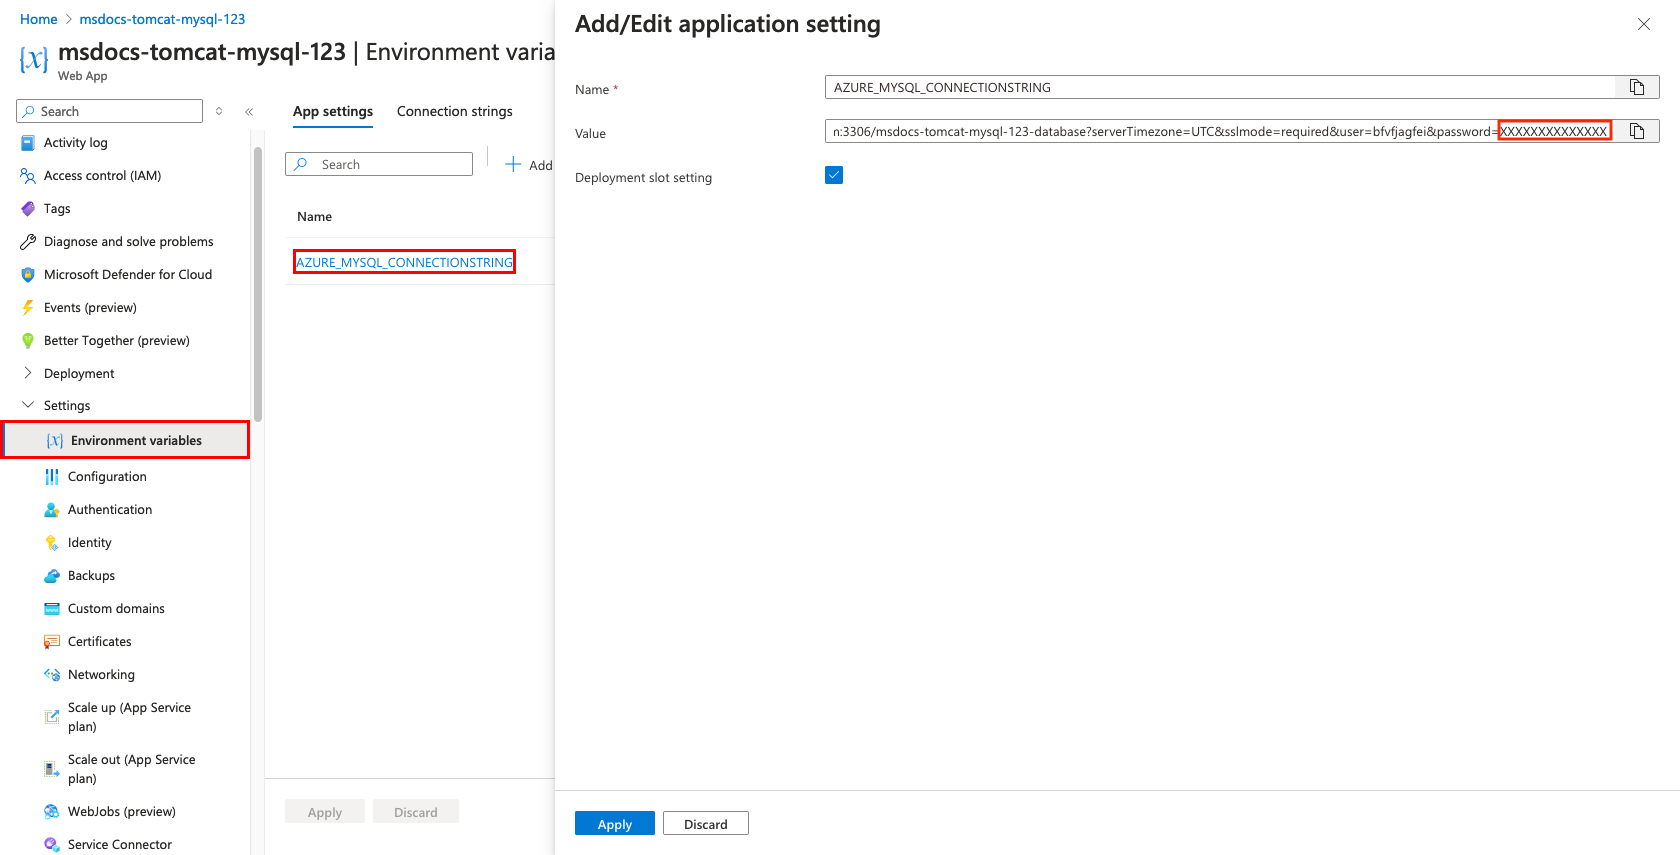 Home > msdocs-tomcat-mysql-123
msdocs-tomcat-mysql-123 | Environment varia
Web App
Search
Activity log
Access control (IAM)
Tags
Diagnose and solve problems
Microsoft Defender for Cloud
Events (preview)
Better Together (preview)
Deployment
Settings
Environment variables
Configuration
Authentication
Identity
Backups
Custom domains
Certificates
Networking
Scale up (App Service
plan)
Scale out (App Service
plan)
WebJobs (preview)
Service Connector
App settings Connection strings
Search
Add
Name
AZURE_MYSQL_CONNECTIONSTRING
Apply Discard
Add/Edit application setting
Name *
AZURE_MYSQL_CONNECTIONSTRING
Value
n:3306/msdocs-tomcat-mysql-123-database?serverTimezone=UTC&sslmode=required&user=bfvfjagfei&password=XXXXXXXXXXXXXX
Deployment slot setting
Apply Discard